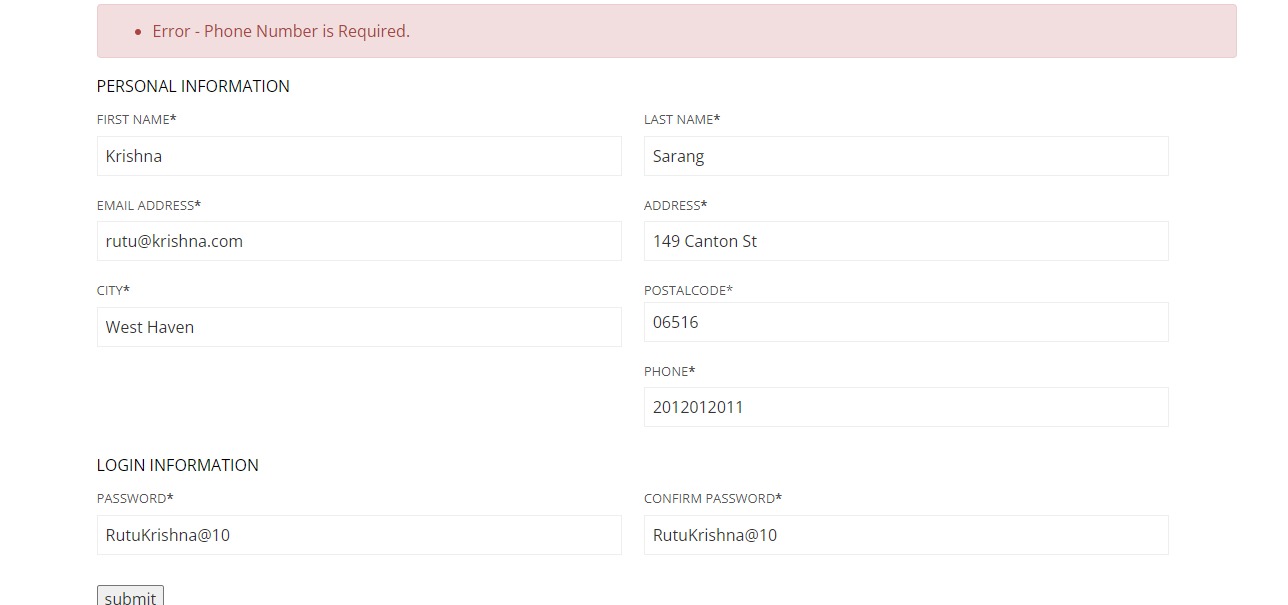 Error - Phone Number is Required.
PERSONAL INFORMATION
FIRST NAME* LAST NAME*
Krishna Sarang
EMAIL ADDRESS* ADDRESS*
rutu@krishna.com 149 Canton St
CITY* POSTALCODE*
West Haven 06516
PHONE*
2012012011
LOGIN INFORMATION
PASSWORD* CONFIRM PASSWORD*
RutuKrishna@10 RutuKrishna@10
submit